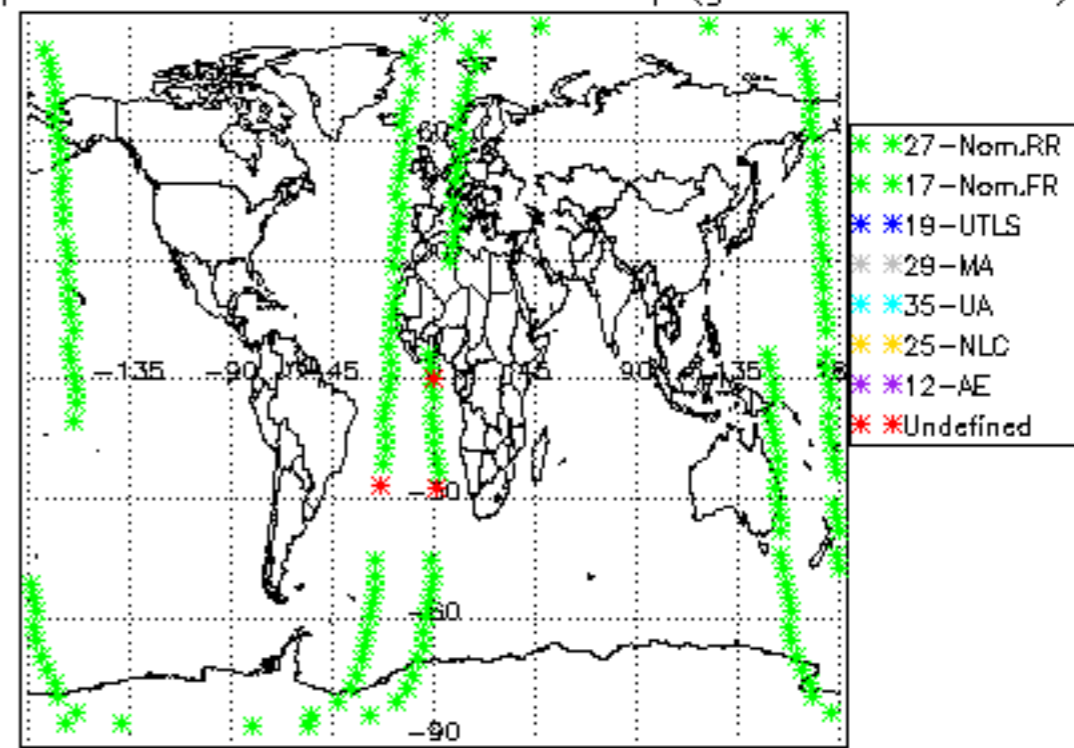 60
-135 -90 45 45 90 135
-30
-60
-90
27-Nom.RR
17-Nom.FR
19-UTLS
29-MA
35-UA
25-NLC
12-AE
Undefined